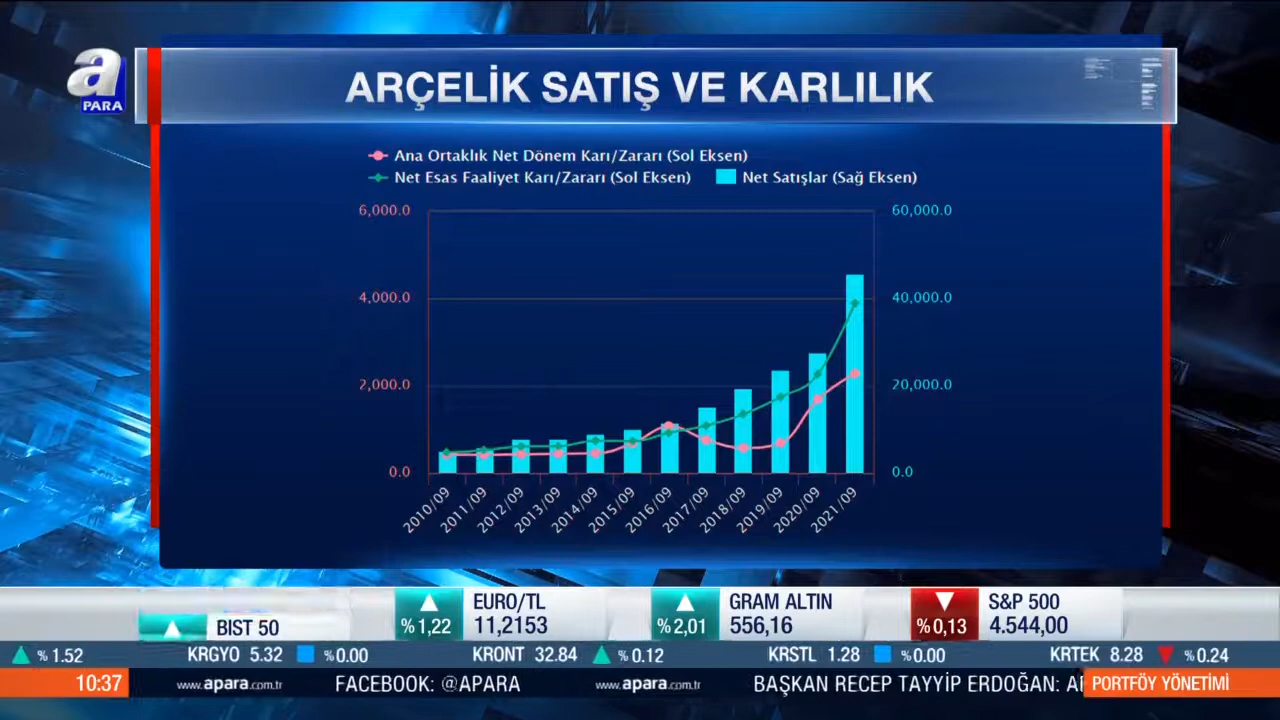 a
PARA
ARÇELİK SATIŞ VE KARLILIK
Ana Ortaklık Net Dönem Karı/Zararı (Sol Eksen)
Net Esas Faaliyet Karı/Zararı (Sol Eksen) Net Satışlar (Sağ Eksen)
6,000.0 60,000.0
4,000.0 40,000.0
2,000.0 20,000.0
0.0 0.0
2010/09 2011/09 2012/09 2013/09 2014/09 2015/09 2016/09 2017/09 2018/09 2019/09 2020/09 2021/09
BIST 50
%1,22 EURO/TL 11,2153
%2,01 GRAM ALTIN 556,16
%0,13 S&P 500 4.544,00
% 1.52 KRGYO 5.32 %0.00 KRONT 32.84 % 0.12 KRSTL 1.28 %0.00 KRTEK 8.28 %0.24
10:37 www.apara.com.tr FACEBOOK: @APARA www.apara.com.tr BAŞKAN RECEP TAYYİP ERDOĞAN: PORTFÖY YÖNETİMİ